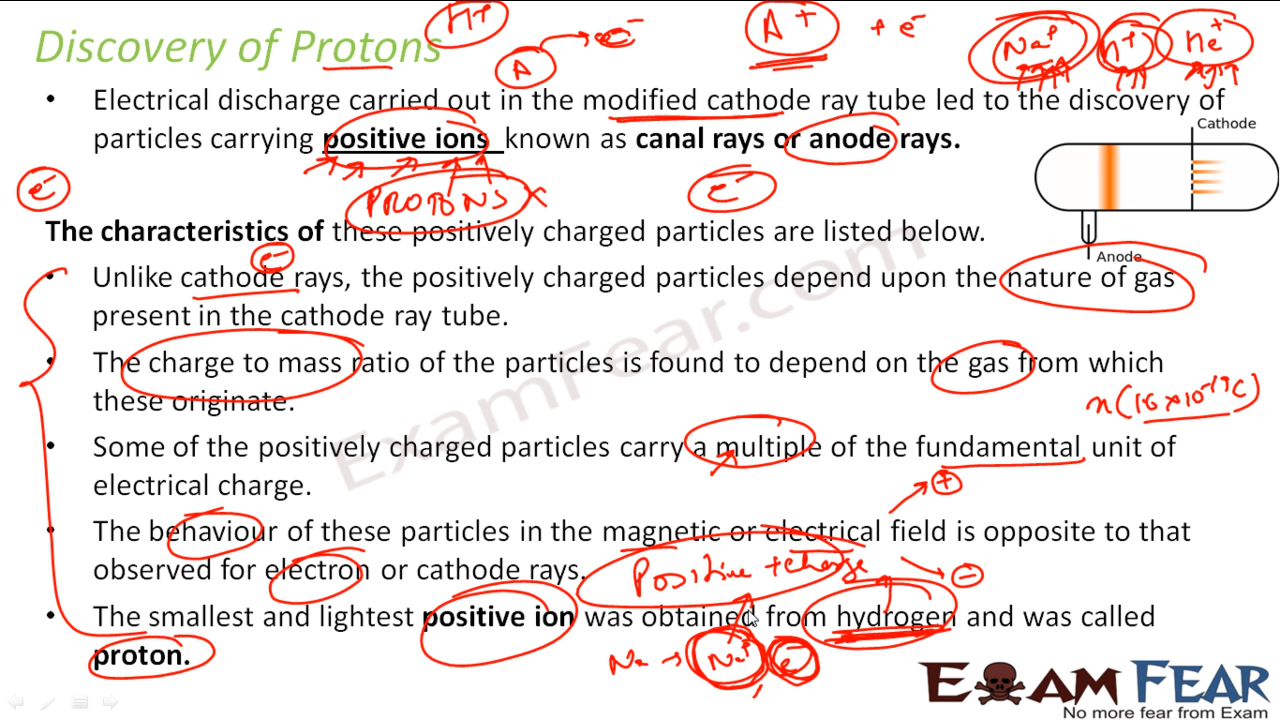 H+
A+ + e-
Discovery of Protons
A
e-
Na+ H+ He+
• Electrical discharge carried out in the modified cathode ray tube led to the discovery of
particles carrying positive ions known as canal rays or anode rays.
Cathode
e-
PROTONS x
e-
The characteristics of these positively charged particles are listed below.
e-
Anode
• Unlike cathode rays, the positively charged particles depend upon the nature of gas
present in the cathode ray tube.
• The charge to mass ratio of the particles is found to depend on the gas from which
these originate.
• Some of the positively charged particles carry a multiple of the fundamental unit of
electrical charge.
+
• The behaviour of these particles in the magnetic or electrical field is opposite to that
observed for electron or cathode rays.
Positive +charge
-
• The smallest and lightest positive ion was obtained from hydrogen and was called
proton.
Na → Na+ e-
ExamFear.com
EXAM FEAR
No more fear from Exam